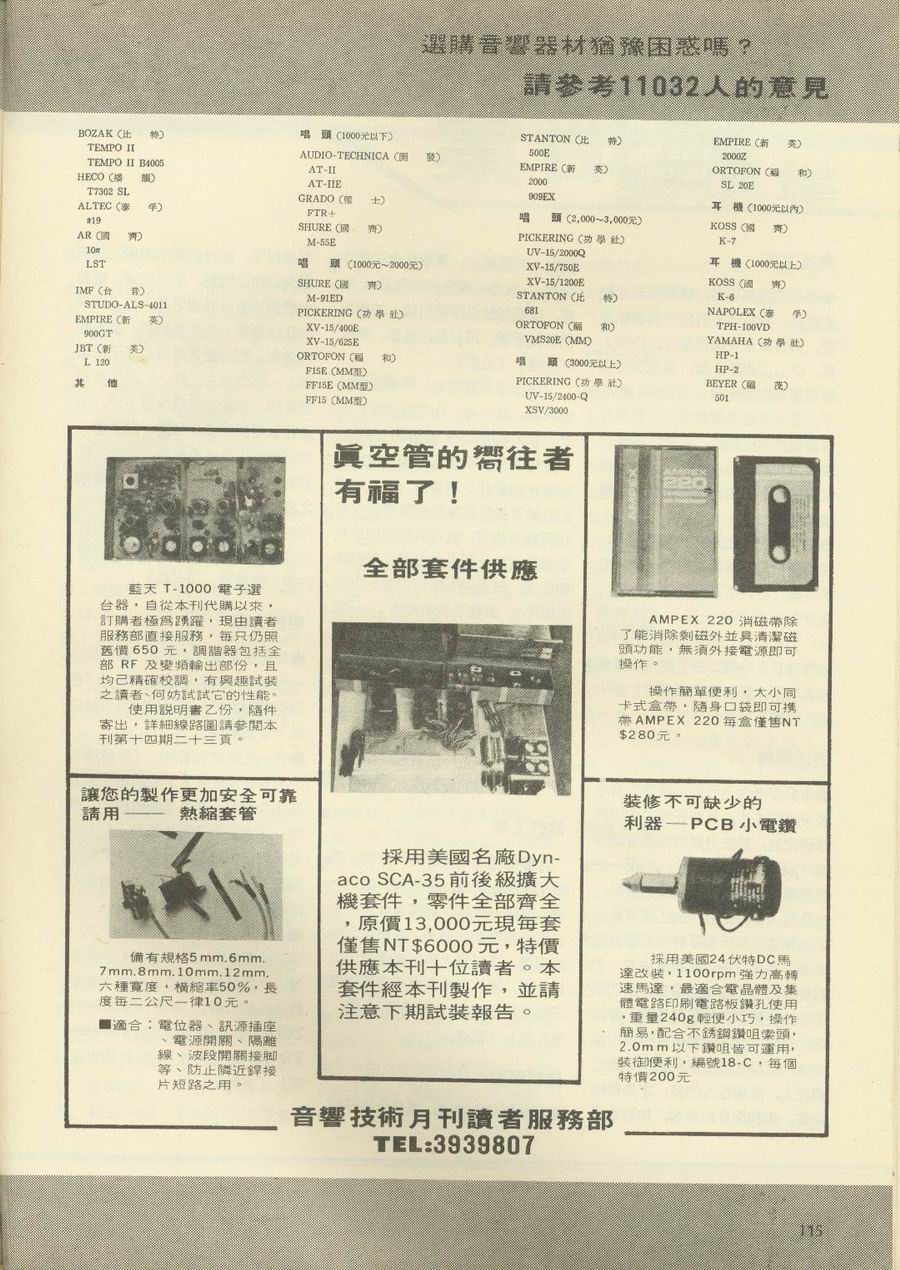 選購音響器材猶豫困惑嗎？
請參考11032人的意見
BOZAK（比　特）
TEMPO II
TEMPO II B4005
HECO（播　韻）
T7302 SL
ALTEC（泰　孚）
#19
AR（國　齊）
10π
LST
IMF（台　音）
STUDO-ALS-4011
EMPIRE（新　英）
900GT
JBT（新　英）
L 120
其　他
唱　頭（1000元以下）
AUDIO-TECHNICA（開　發）
AT-II
AT-IIE
GRADO（雅　士）
FTR+
SHURE（國　齊）
M-55E
唱　頭（1000元～2000元）
SHURE（國　齊）
M-91ED
PICKERING（功 學 社）
XV-15/400E
XV-15/625E
ORTOFON（福　和）
F15E（MM型）
FF15E（MM型）
FF15（MM型）
STANTON（比　特）
500E
EMPIRE（新　英）
2000
909EX
唱　頭（2,000～3,000元）
PICKERING（功 學 社）
UV-15/2000Q
XV-15/750E
XV-15/1200E
STANTON（比　特）
681
ORTOFON（福　和）
VMS20E（MM）
唱　頭（3000元以上）
PICKERING（功 學 社）
UV-15/2400-Q
XSV/3000
EMPIRE（新　英）
2000Z
ORTOFON（福　和）
SL 20E
耳　機（1000元以內）
KOSS（國　齊）
K-7
耳　機（1000元以上）
KOSS（國　齊）
K-6
NAPOLEX（泰　孚）
TPH-100VD
YAMAHA（功 學 社）
HP-1
HP-2
BEYER（福　茂）
501
藍天 T-1000 電子選
台器，自從本刊代購以來，
訂購者極爲踴躍，現由讀者
服務部直接服務，每只仍照
舊價 650 元，調諧器包括全
部 RF 及變頻輸出部份，且
均己精確校調，有興趣試裝
之讀者、何妨試試它的性能。
使用説明書乙份，隨件
寄出，詳細線路圖請參閱本
刊第十四期二十三頁。
讓您的製作更加安全可靠
請用—— 熱縮套管
備有規格5mm.6mm.
7mm.8mm.10mm.12mm.
六種寬度，橫縮率50%，長
度每二公尺一律10元。
■適合：電位器、訊源插座
、電源開關、隔離
線、波段開關接脚
等、防止隣近銲接
片短路之用。
眞空管的嚮往者
有福了！
全部套件供應
採用美國名廠Dyn-
aco SCA-35前後級擴大
機套件，零件全部齊全
，原價13,000元現每套
僅售NT$6000元，特價
供應本刊十位讀者。本
套件經本刊製作，並請
注意下期試裝報告。
AMPEX
220
AMPEX 220 消磁帶除
了能消除剩磁外並具清潔磁
頭功能，無須外接電源即可
操作。
操作簡單便利，大小同
卡式盒帶，隨身口袋即可携
帶AMPEX 220每盒僅售NT
$280元。
裝修不可缺少的
利器—PCB小電鑽
採用美國24伏特DC馬
達改裝，1100rpm强力高轉
速馬達，最適合電晶體及集
體電路印刷電路板鑽孔使用
，重量240g輕便小巧，操作
簡易，配合不銹鋼鑽咀索頭，
2.0mm以下鑽咀皆可運用，
裝御便利，編號18-C，每個
特價200元
音響技術月刊讀者服務部
TEL:3939807
115